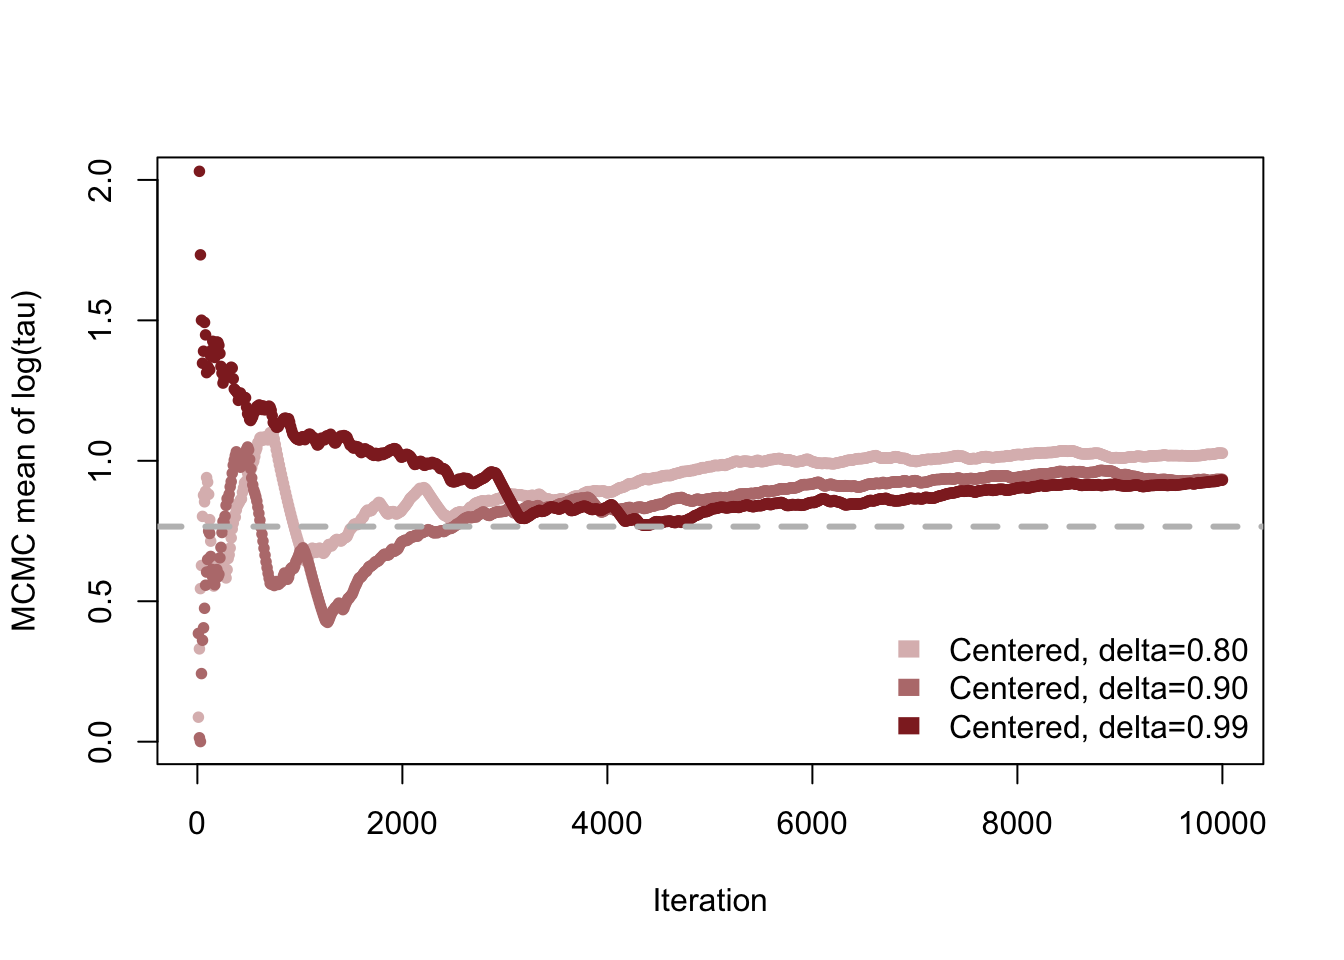 MCMC mean of log(tau)
2.0
1.5
1.0
0.5
0.0
Centered, delta=0.80
Centered, delta=0.90
Centered, delta=0.99
0 2000 4000 6000 8000 10000
Iteration